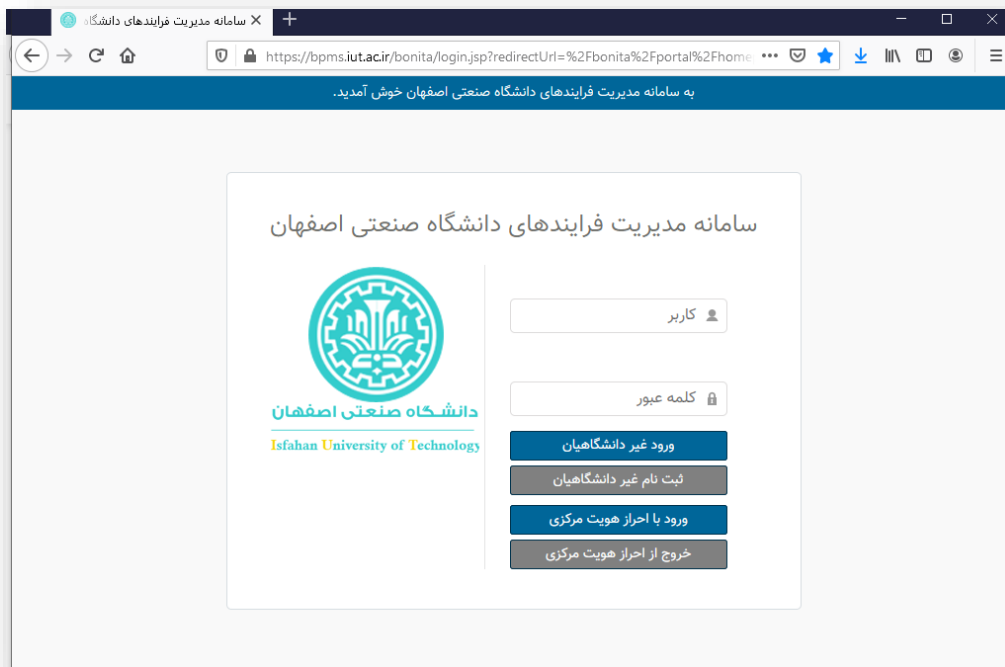 سامانه مدیریت فرایندهای دانشگاه
https://bpms.iut.ac.ir/bonita/login.jsp?redirectUrl=%2Fbonita%2Fportal%2Fhome
به سامانه مدیریت فرایندهای دانشگاه صنعتی اصفهان خوش آمدید.
سامانه مدیریت فرایندهای دانشگاه صنعتی اصفهان
کاربر
کلمه عبور
ورود غیر دانشگاهیان
ثبت نام غیر دانشگاهیان
ورود با احراز هویت مرکزی
خروج از احراز هویت مرکزی
دانشگاه صنعتی اصفهان
Isfahan University of Technology